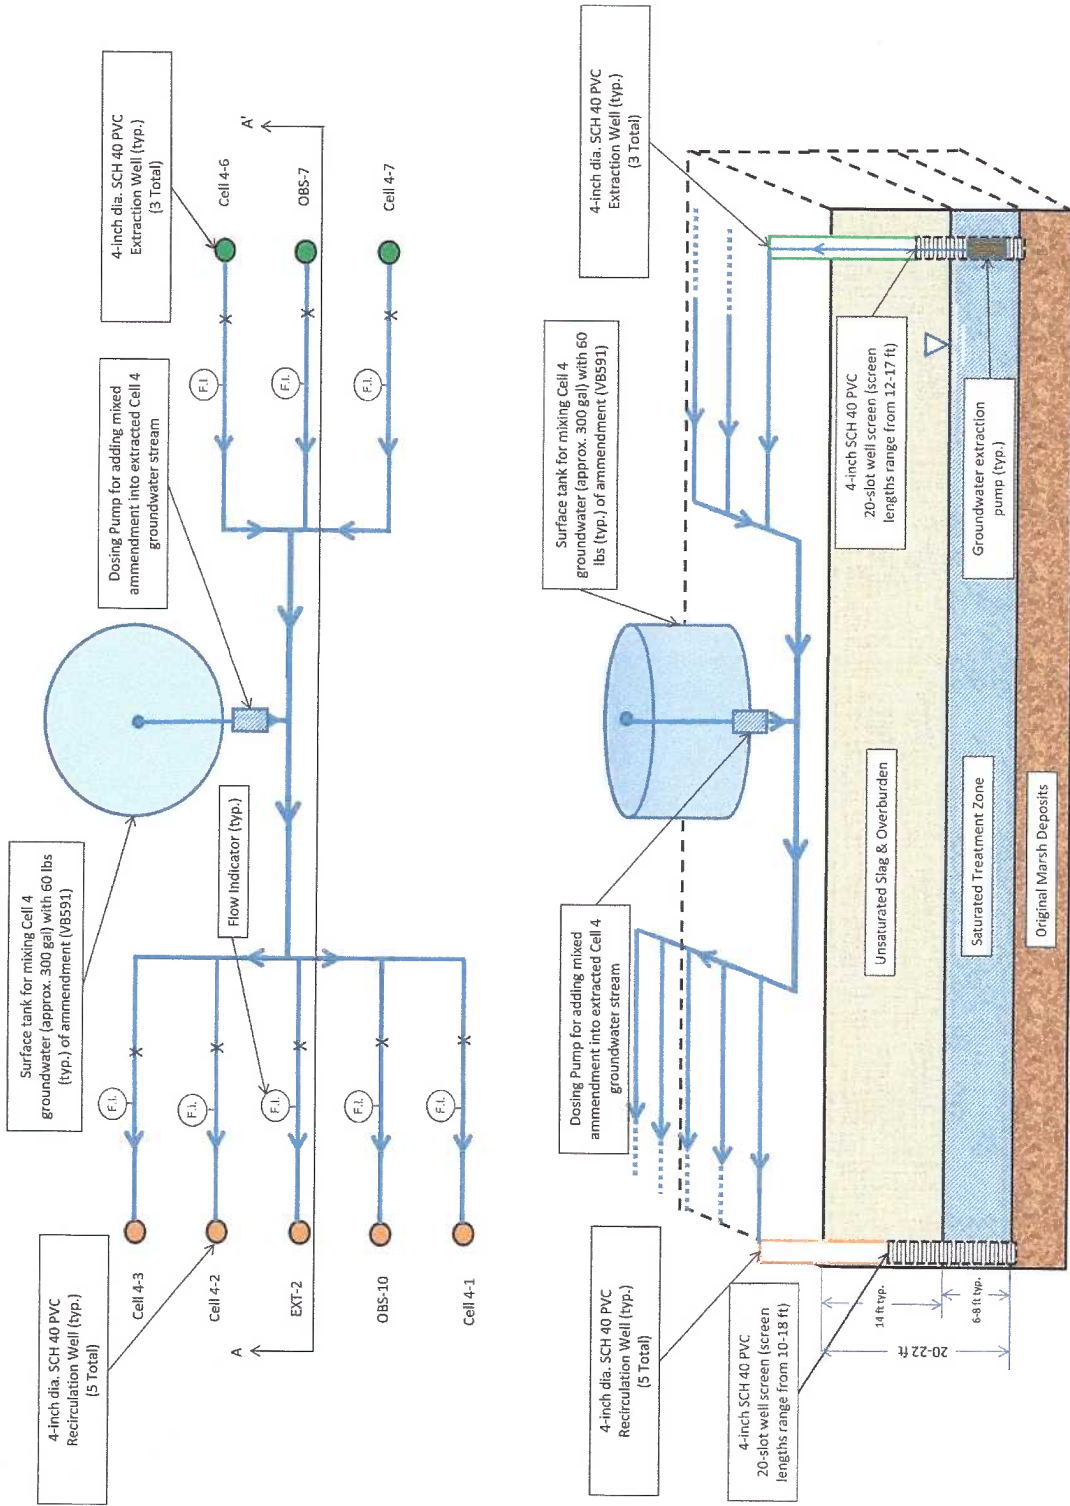 Surface tank for mixing Cell 4
groundwater (approx. 300 gal) with 60 lbs
(typ.) of ammendment (VB591)
Dosing Pump for adding mixed
ammendment into extracted Cell 4
groundwater stream
4-inch dia. SCH 40 PVC
Extraction Well (typ.)
(3 Total)
4-inch dia. SCH 40 PVC
Recirculation Well (typ.)
(5 Total)
Flow Indicator (typ.)
Cell 4-3
Cell 4-2
EXT-2
OBS-10
Cell 4-1
F.I.
F.I.
F.I.
F.I.
F.I.
F.I.
F.I.
F.I.
Cell 4-6
OBS-7
Cell 4-7
A
A'
4-inch dia. SCH 40 PVC
Recirculation Well (typ.)
(5 Total)
Dosing Pump for adding mixed
ammendment into extracted Cell 4
groundwater stream
Surface tank for mixing Cell 4
groundwater (approx. 300 gal) with 60
lbs (typ.) of ammendment (VB591)
4-inch dia. SCH 40 PVC
Extraction Well (typ.)
(3 Total)
4-inch SCH 40 PVC
20-slot well screen (screen
lengths range from 10-18 ft)
4-inch SCH 40 PVC
20-slot well screen (screen
lengths range from 12-17 ft)
Groundwater extraction
pump (typ.)
14 ft typ.
6-8 ft typ.
20-22 ft
Unsaturated Slag & Overburden
Saturated Treatment Zone
Original Marsh Deposits